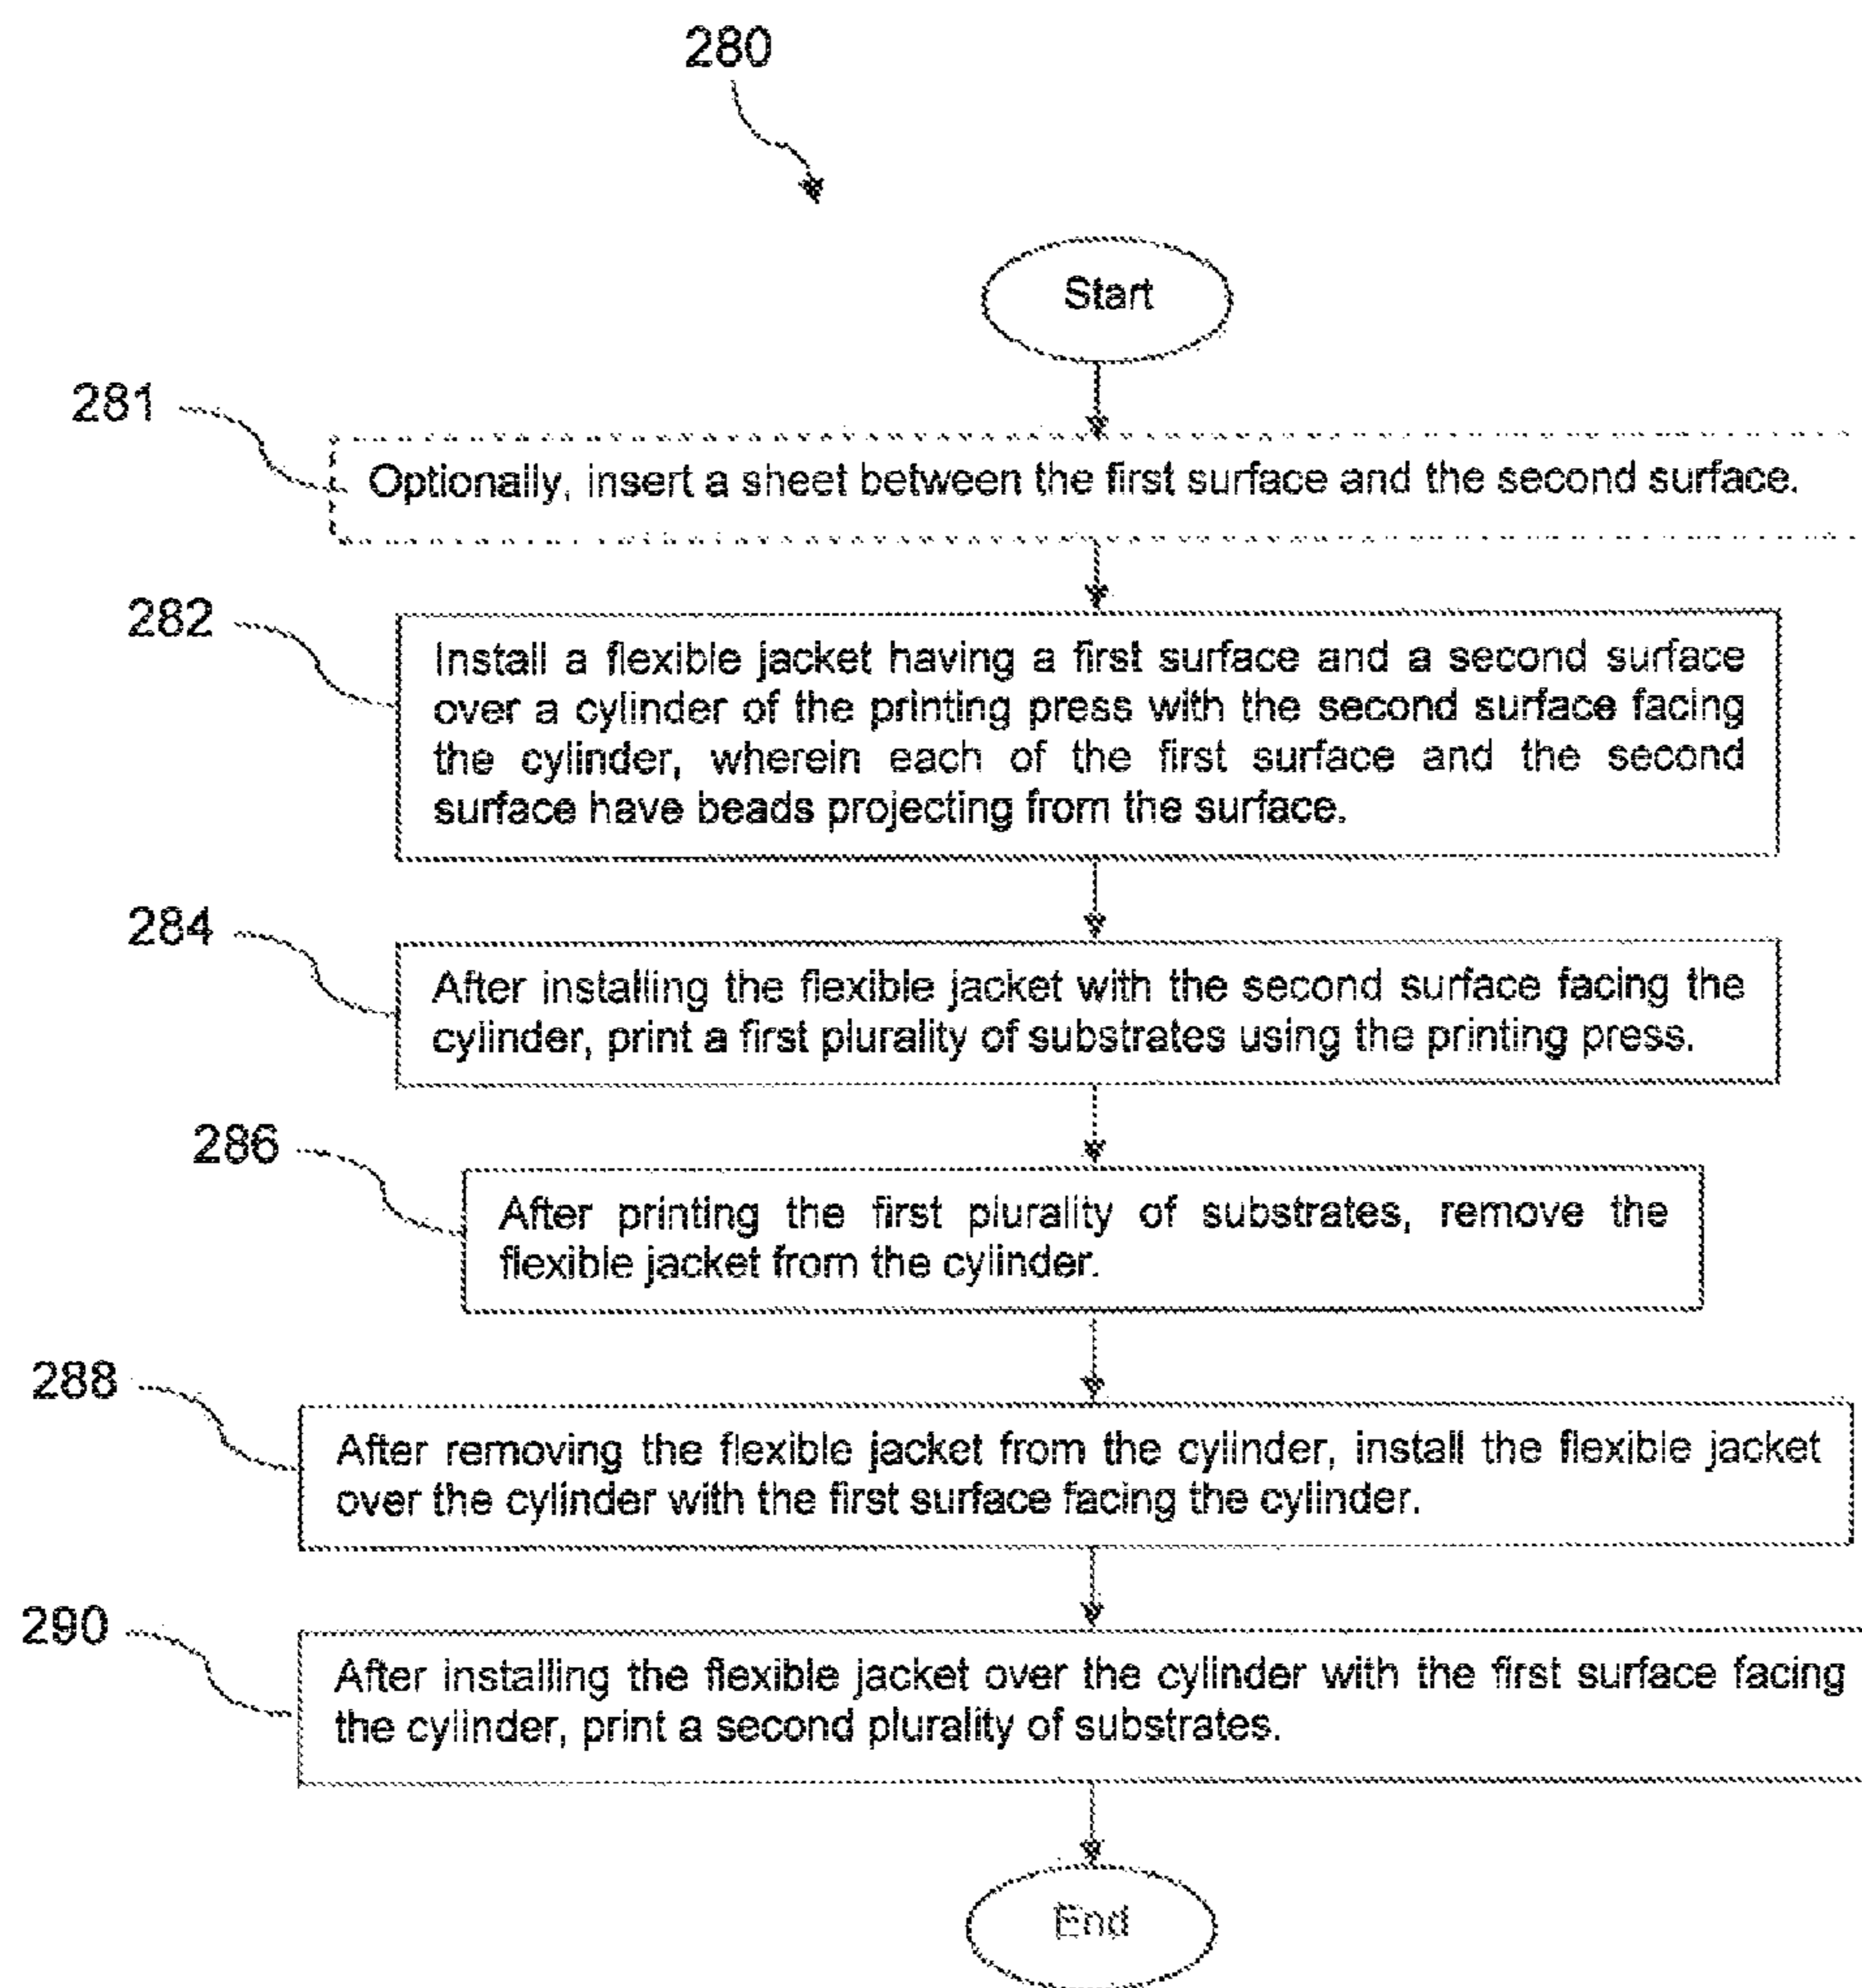 280
Start
281
Optionally, insert a sheet between the first surface and the second surface.
282
Install a flexible jacket having a first surface and a second surface
over a cylinder of the printing press with the second surface facing
the cylinder, wherein each of the first surface and the second
surface have beads projecting from the surface.
284
After installing the flexible jacket with the second surface facing the
cylinder, print a first plurality of substrates using the printing press.
286
After printing the first plurality of substrates, remove the
flexible jacket from the cylinder.
288
After removing the flexible jacket from the cylinder, install the flexible jacket
over the cylinder with the first surface facing the cylinder.
290
After installing the flexible jacket over the cylinder with the first surface facing
the cylinder, print a second plurality of substrates.
End